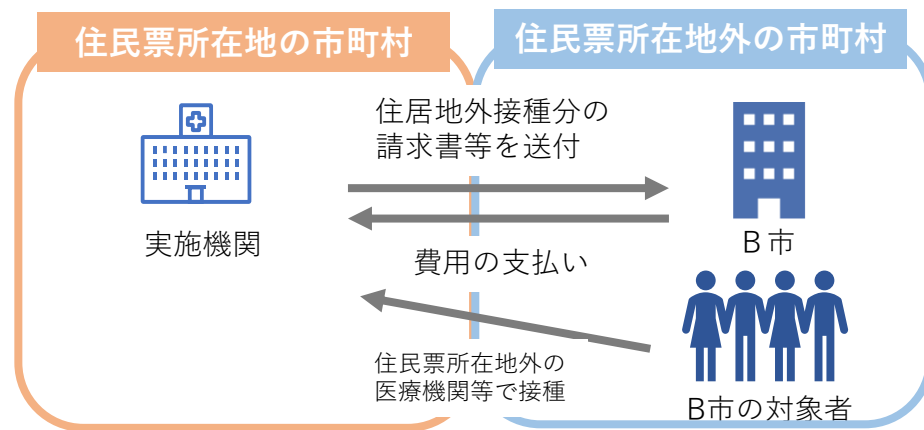 住民票所在地の市町村
住民票所在地外の市町村
住居地外接種分の
請求書等を送付
実施機関
B市
費用の支払い
住民票所在地外の
医療機関等で接種
B市の対象者